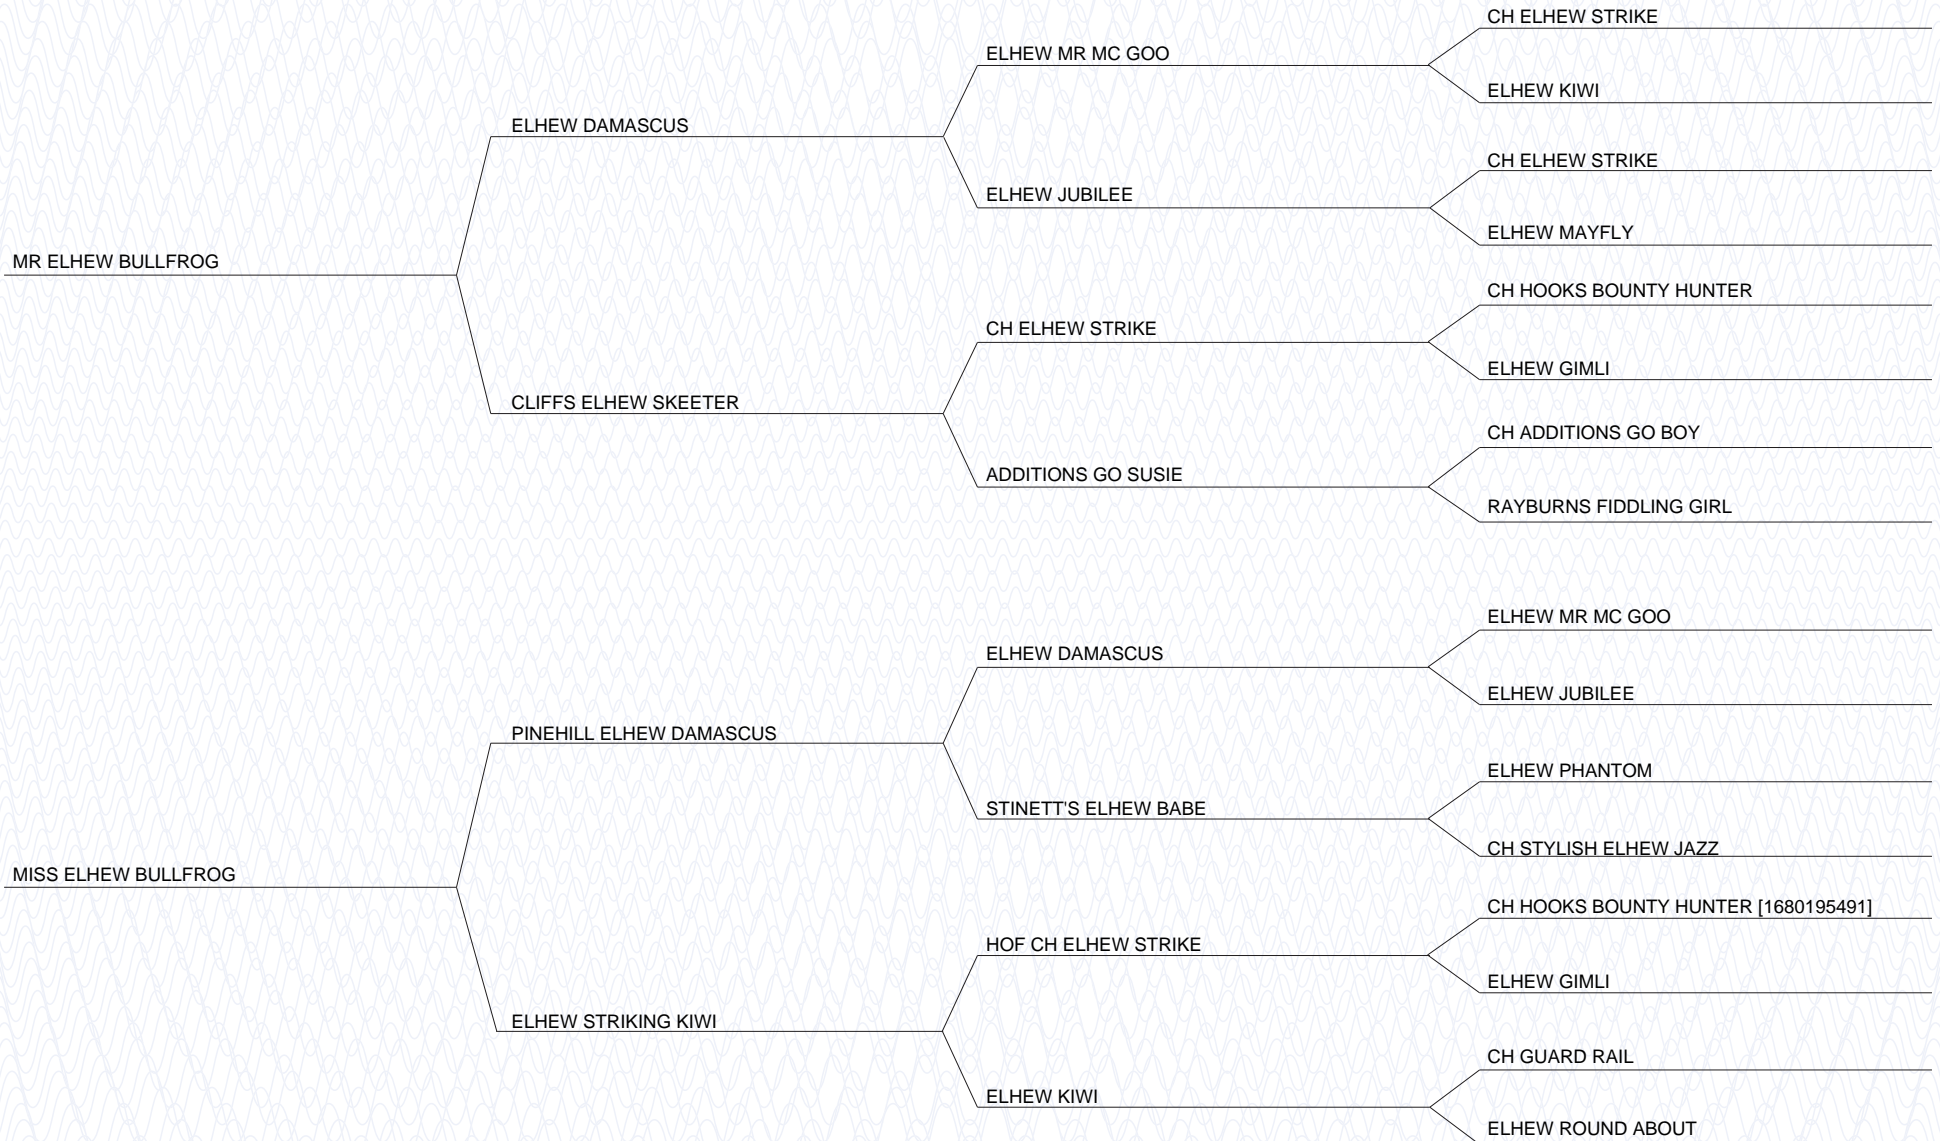 CH ELHEW STRIKE
ELHEW MR MC GOO
ELHEW KIWI
ELHEW DAMASCUS
CH ELHEW STRIKE
ELHEW JUBILEE
ELHEW MAYFLY
MR ELHEW BULLFROG
CH HOOKS BOUNTY HUNTER
CH ELHEW STRIKE
ELHEW GIMLI
CLIFFS ELHEW SKEETER
CH ADDITIONS GO BOY
ADDITIONS GO SUSIE
RAYBURNS FIDDLING GIRL
ELHEW MR MC GOO
ELHEW DAMASCUS
ELHEW JUBILEE
PINEHILL ELHEW DAMASCUS
ELHEW PHANTOM
STINETT'S ELHEW BABE
CH STYLISH ELHEW JAZZ
MISS ELHEW BULLFROG
CH HOOKS BOUNTY HUNTER [1680195491]
HOF CH ELHEW STRIKE
ELHEW GIMLI
ELHEW STRIKING KIWI
CH GUARD RAIL
ELHEW KIWI
ELHEW ROUND ABOUT